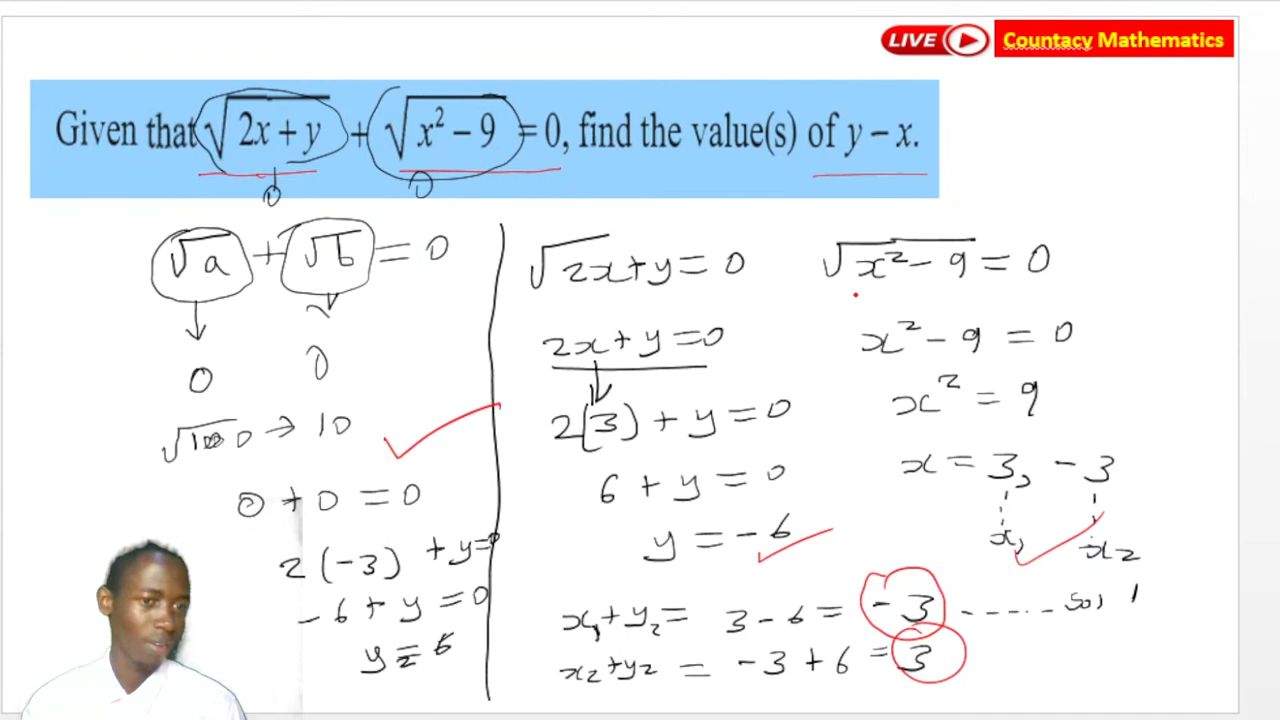 LIVE Countacy Mathematics
Given that √(2x + y) + √(x² − 9) = 0, find the value(s) of y − x.
0 0
√a + √b = 0
0 0
√100 → 10
0 + 0 = 0
2(-3) + y = 0
-6 + y = 0
y = 6
√2x+y = 0
2x + y = 0
2(3) + y = 0
6 + y = 0
y = -6
√x² - 9 = 0
x² - 9 = 0
x² = 9
x = 3, -3
x₁ x₂
x₁+y₂ = 3 - 6 = -3 ----- sol 1
x₂+y₂ = -3 + 6 = 3